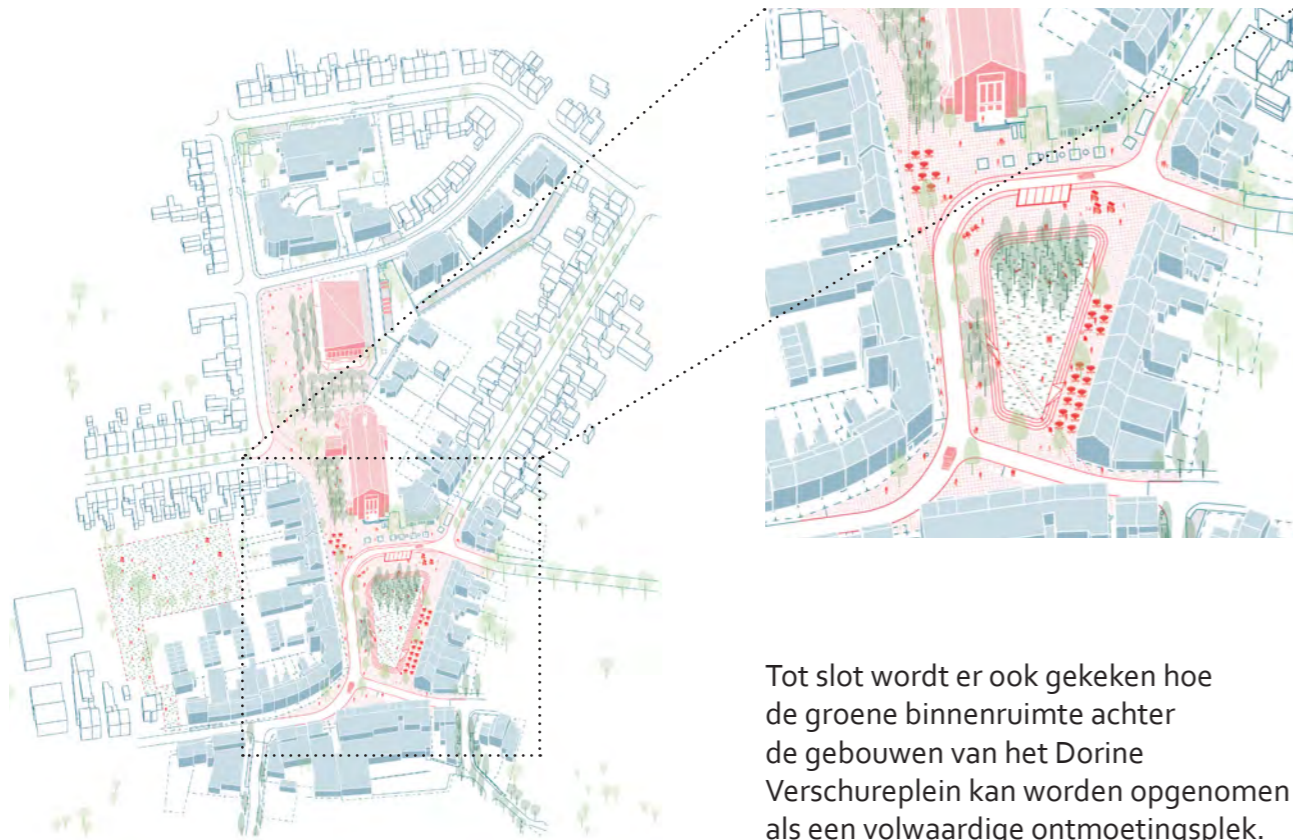 Tot slot wordt er ook gekeken hoe
de groene binnenruimte achter
de gebouwen van het Dorine
Verschureplein kan worden opgenomen
als een volwaardige ontmoetingsplek.